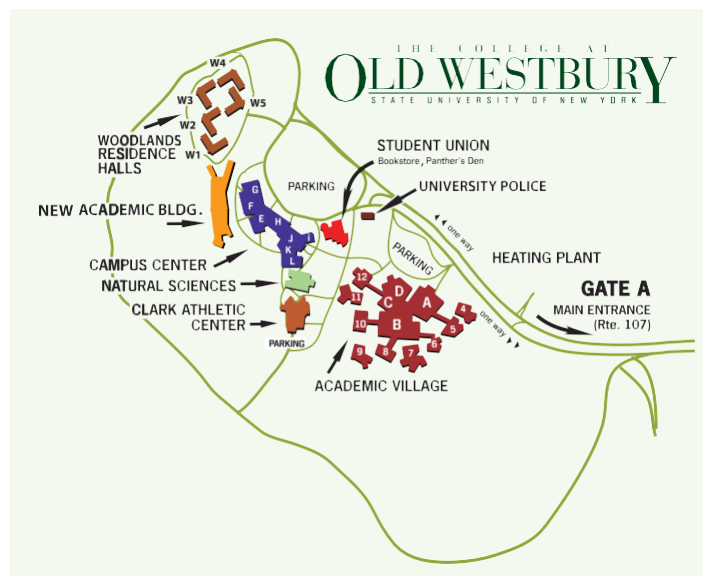 THE COLLEGE AT
OLD WESTBURY
STATE UNIVERSITY OF NEW YORK
W4
W3
W5
W2
W1
WOODLANDS
RESIDENCE
HALLS
STUDENT UNION
Bookstore, Panther's Den
PARKING
UNIVERSITY POLICE
NEW ACADEMIC BLDG.
G
F
E
H
I
J
K
L
one way
PARKING
HEATING PLANT
CAMPUS CENTER
NATURAL SCIENCES
GATE A
MAIN ENTRANCE
(Rte. 107)
CLARK ATHLETIC
CENTER
PARKING
12
11
D
C
A
B
10
4
5
6
9
8
7
one way
ACADEMIC VILLAGE